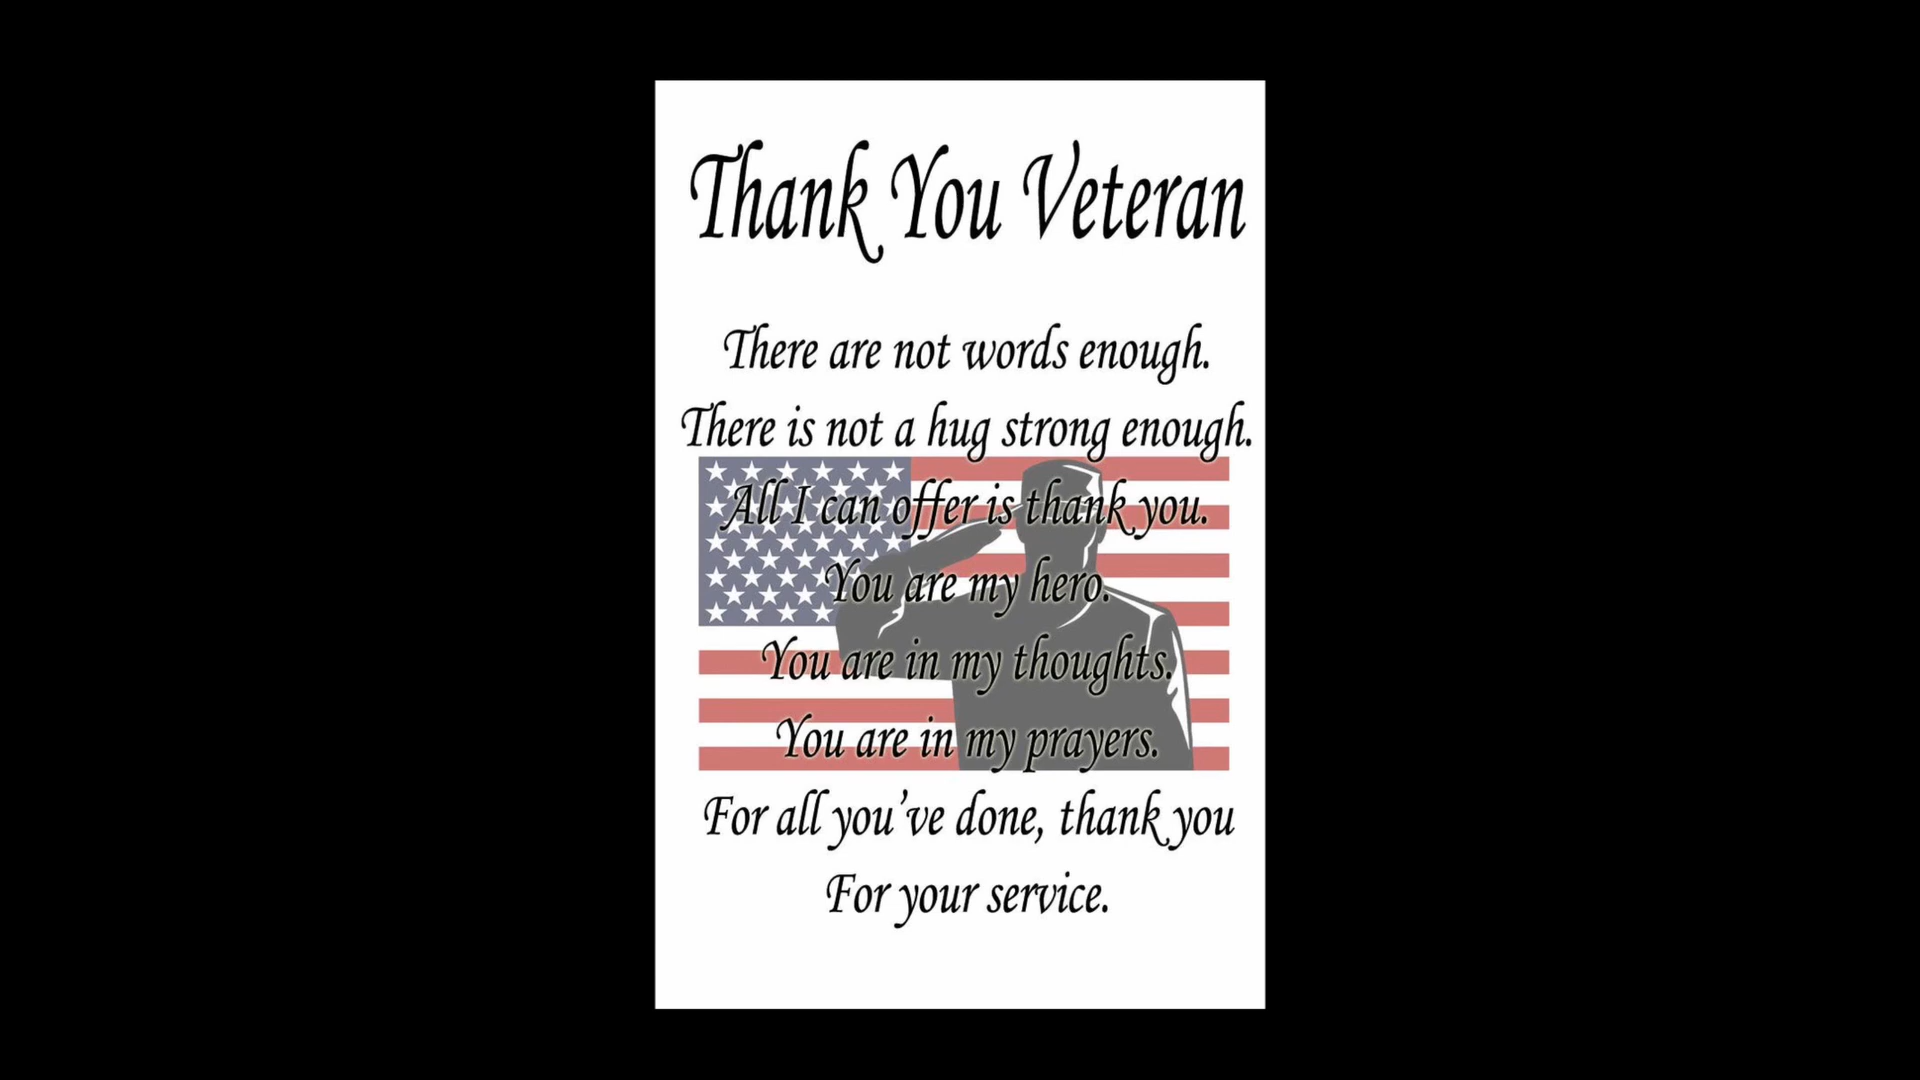 Thank You Veteran
There are not words enough.
There is not a hug strong enough.
All I can offer is thank you.
You are my hero.
You are in my thoughts.
You are in my prayers.
For all you've done, thank you
For your service.